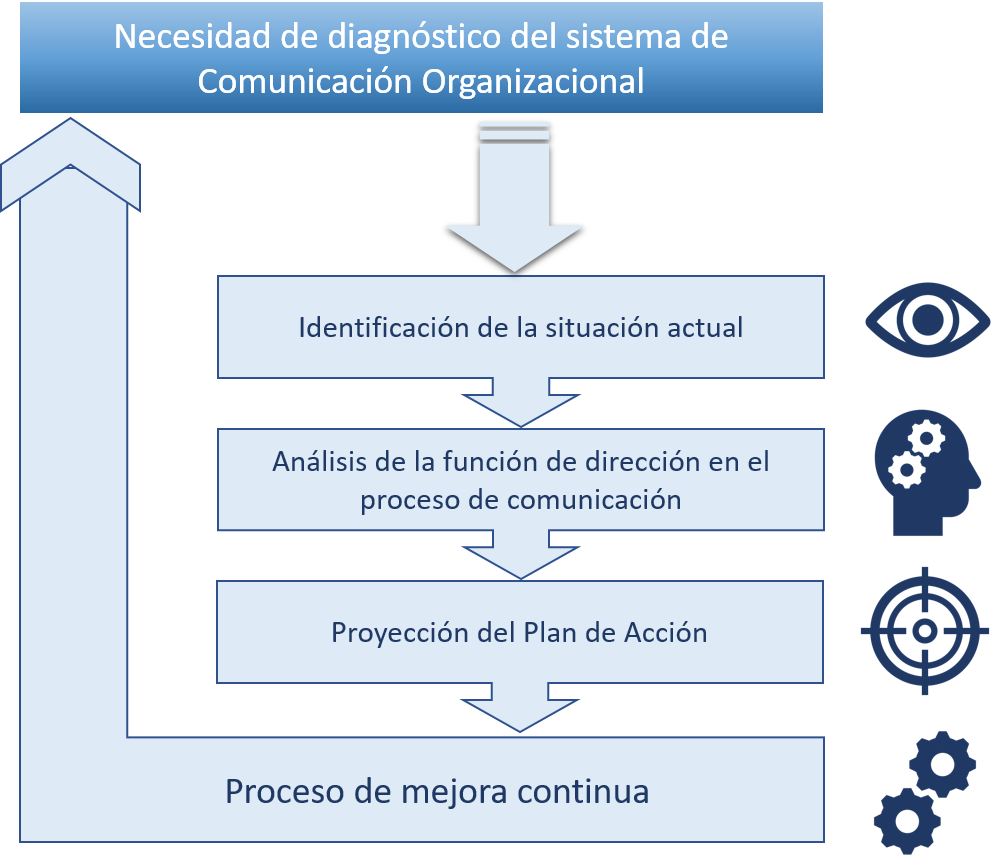 Necesidad de diagnóstico del sistema de
Comunicación Organizacional
Identificación de la situación actual
Análisis de la función de dirección en el
proceso de comunicación
Proyección del Plan de Acción
Proceso de mejora continua